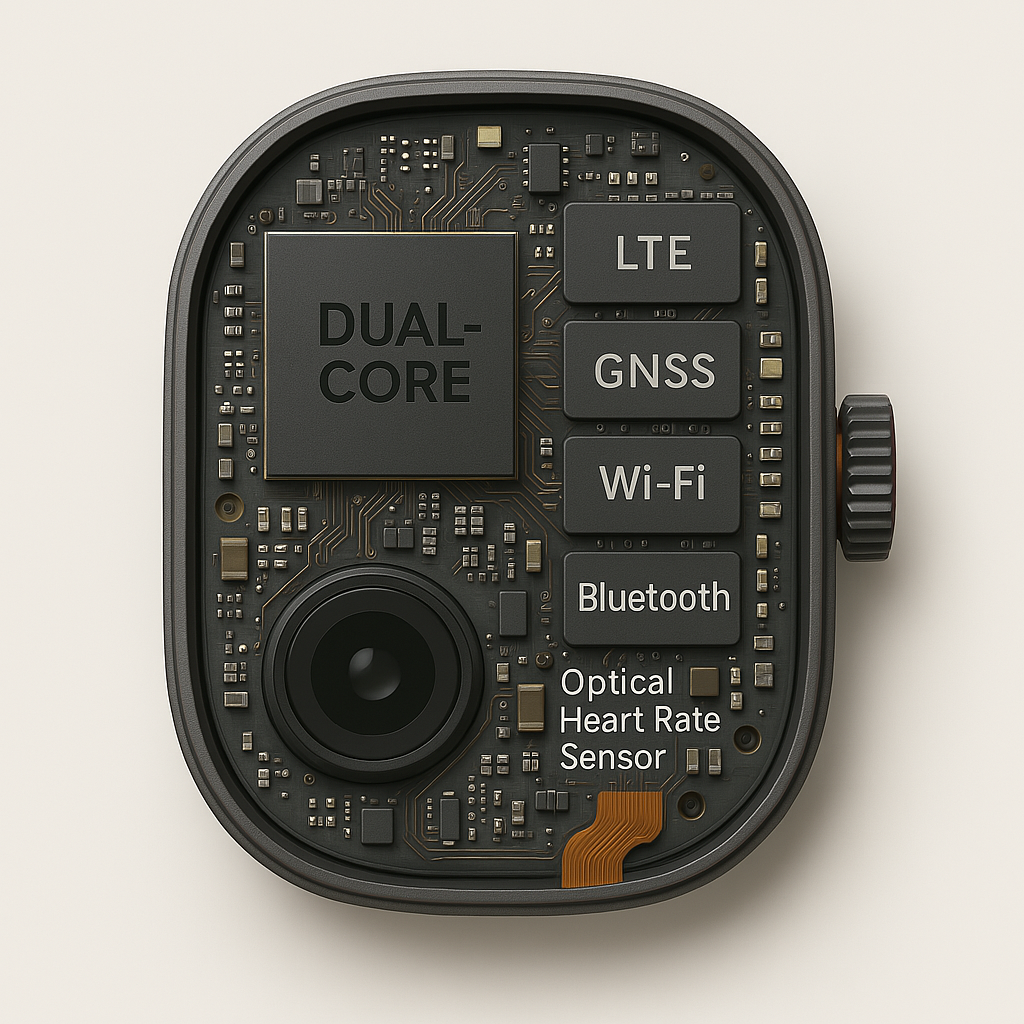 DUAL-
CORE
LTE
GNSS
Wi-Fi
Bluetooth
Optical
Heart Rate
Sensor